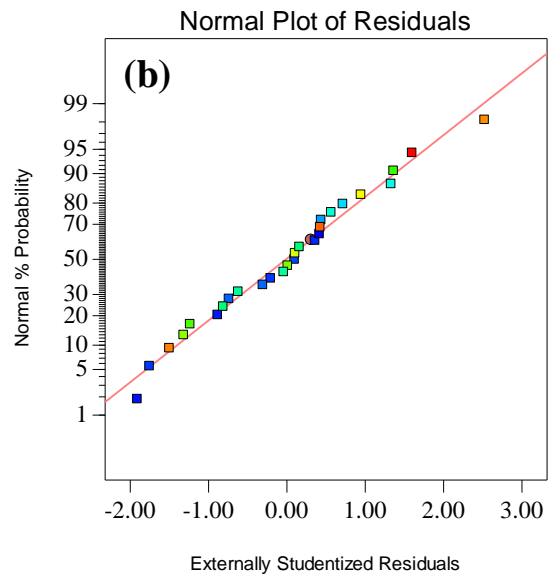 Normal Plot of Residuals
(b)
Normal % Probability
99
95
90
80
70
50
30
20
10
5
1
-2.00 -1.00 0.00 1.00 2.00 3.00
Externally Studentized Residuals